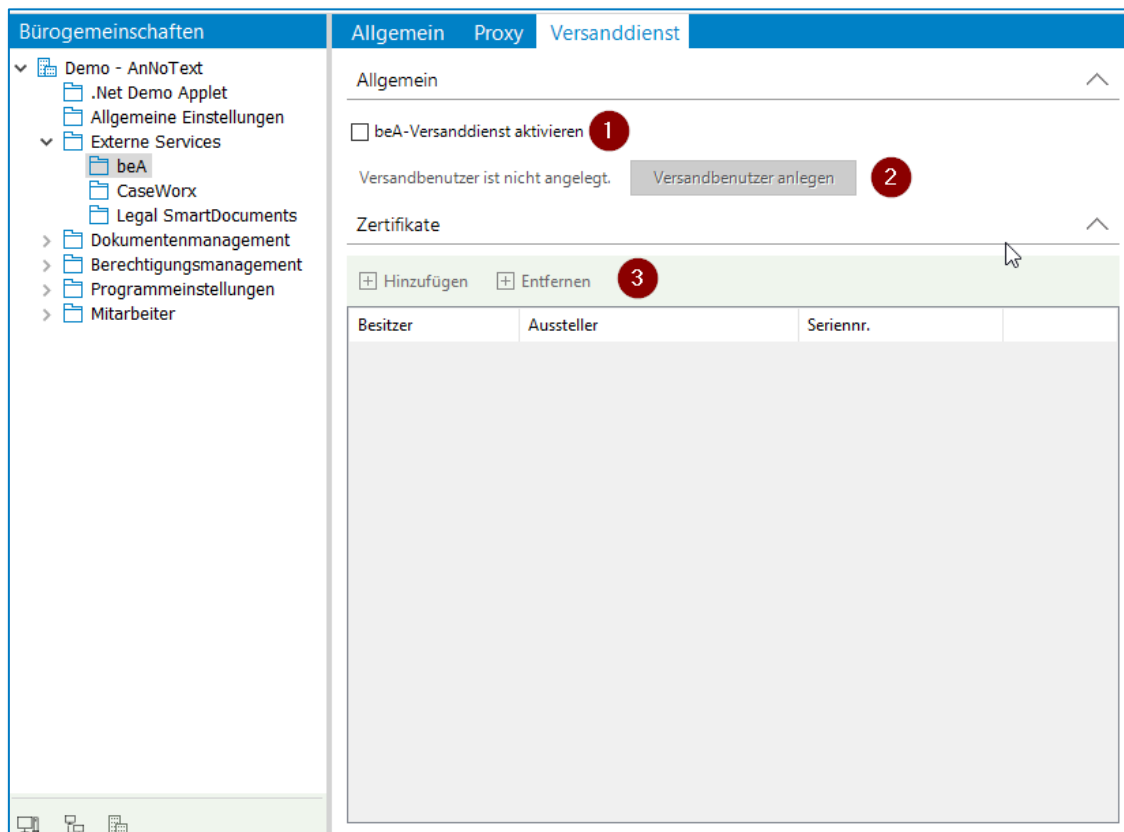 Bürogemeinschaften
Demo - AnNoText
.Net Demo Applet
Allgemeine Einstellungen
Externe Services
beA
CaseWorx
Legal SmartDocuments
Dokumentenmanagement
Berechtigungsmanagement
Programmeinstellungen
Mitarbeiter
Allgemein Proxy Versanddienst
Allgemein
beA-Versanddienst aktivieren 1
Versandbenutzer ist nicht angelegt. Versandbenutzer anlegen 2
Zertifikate
Hinzufügen Entfernen 3
Besitzer Aussteller Seriennr.